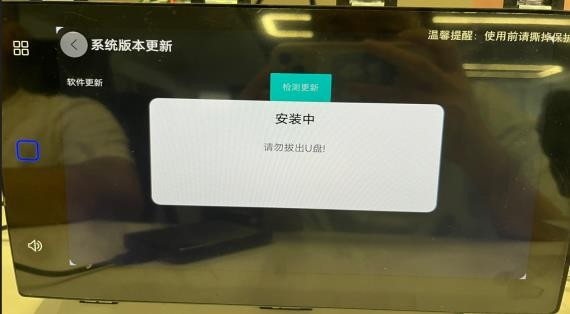 温馨提醒：使用前请撕掉保护
系统版本更新
软件更新
检测更新
安装中
请勿拔出U盘!